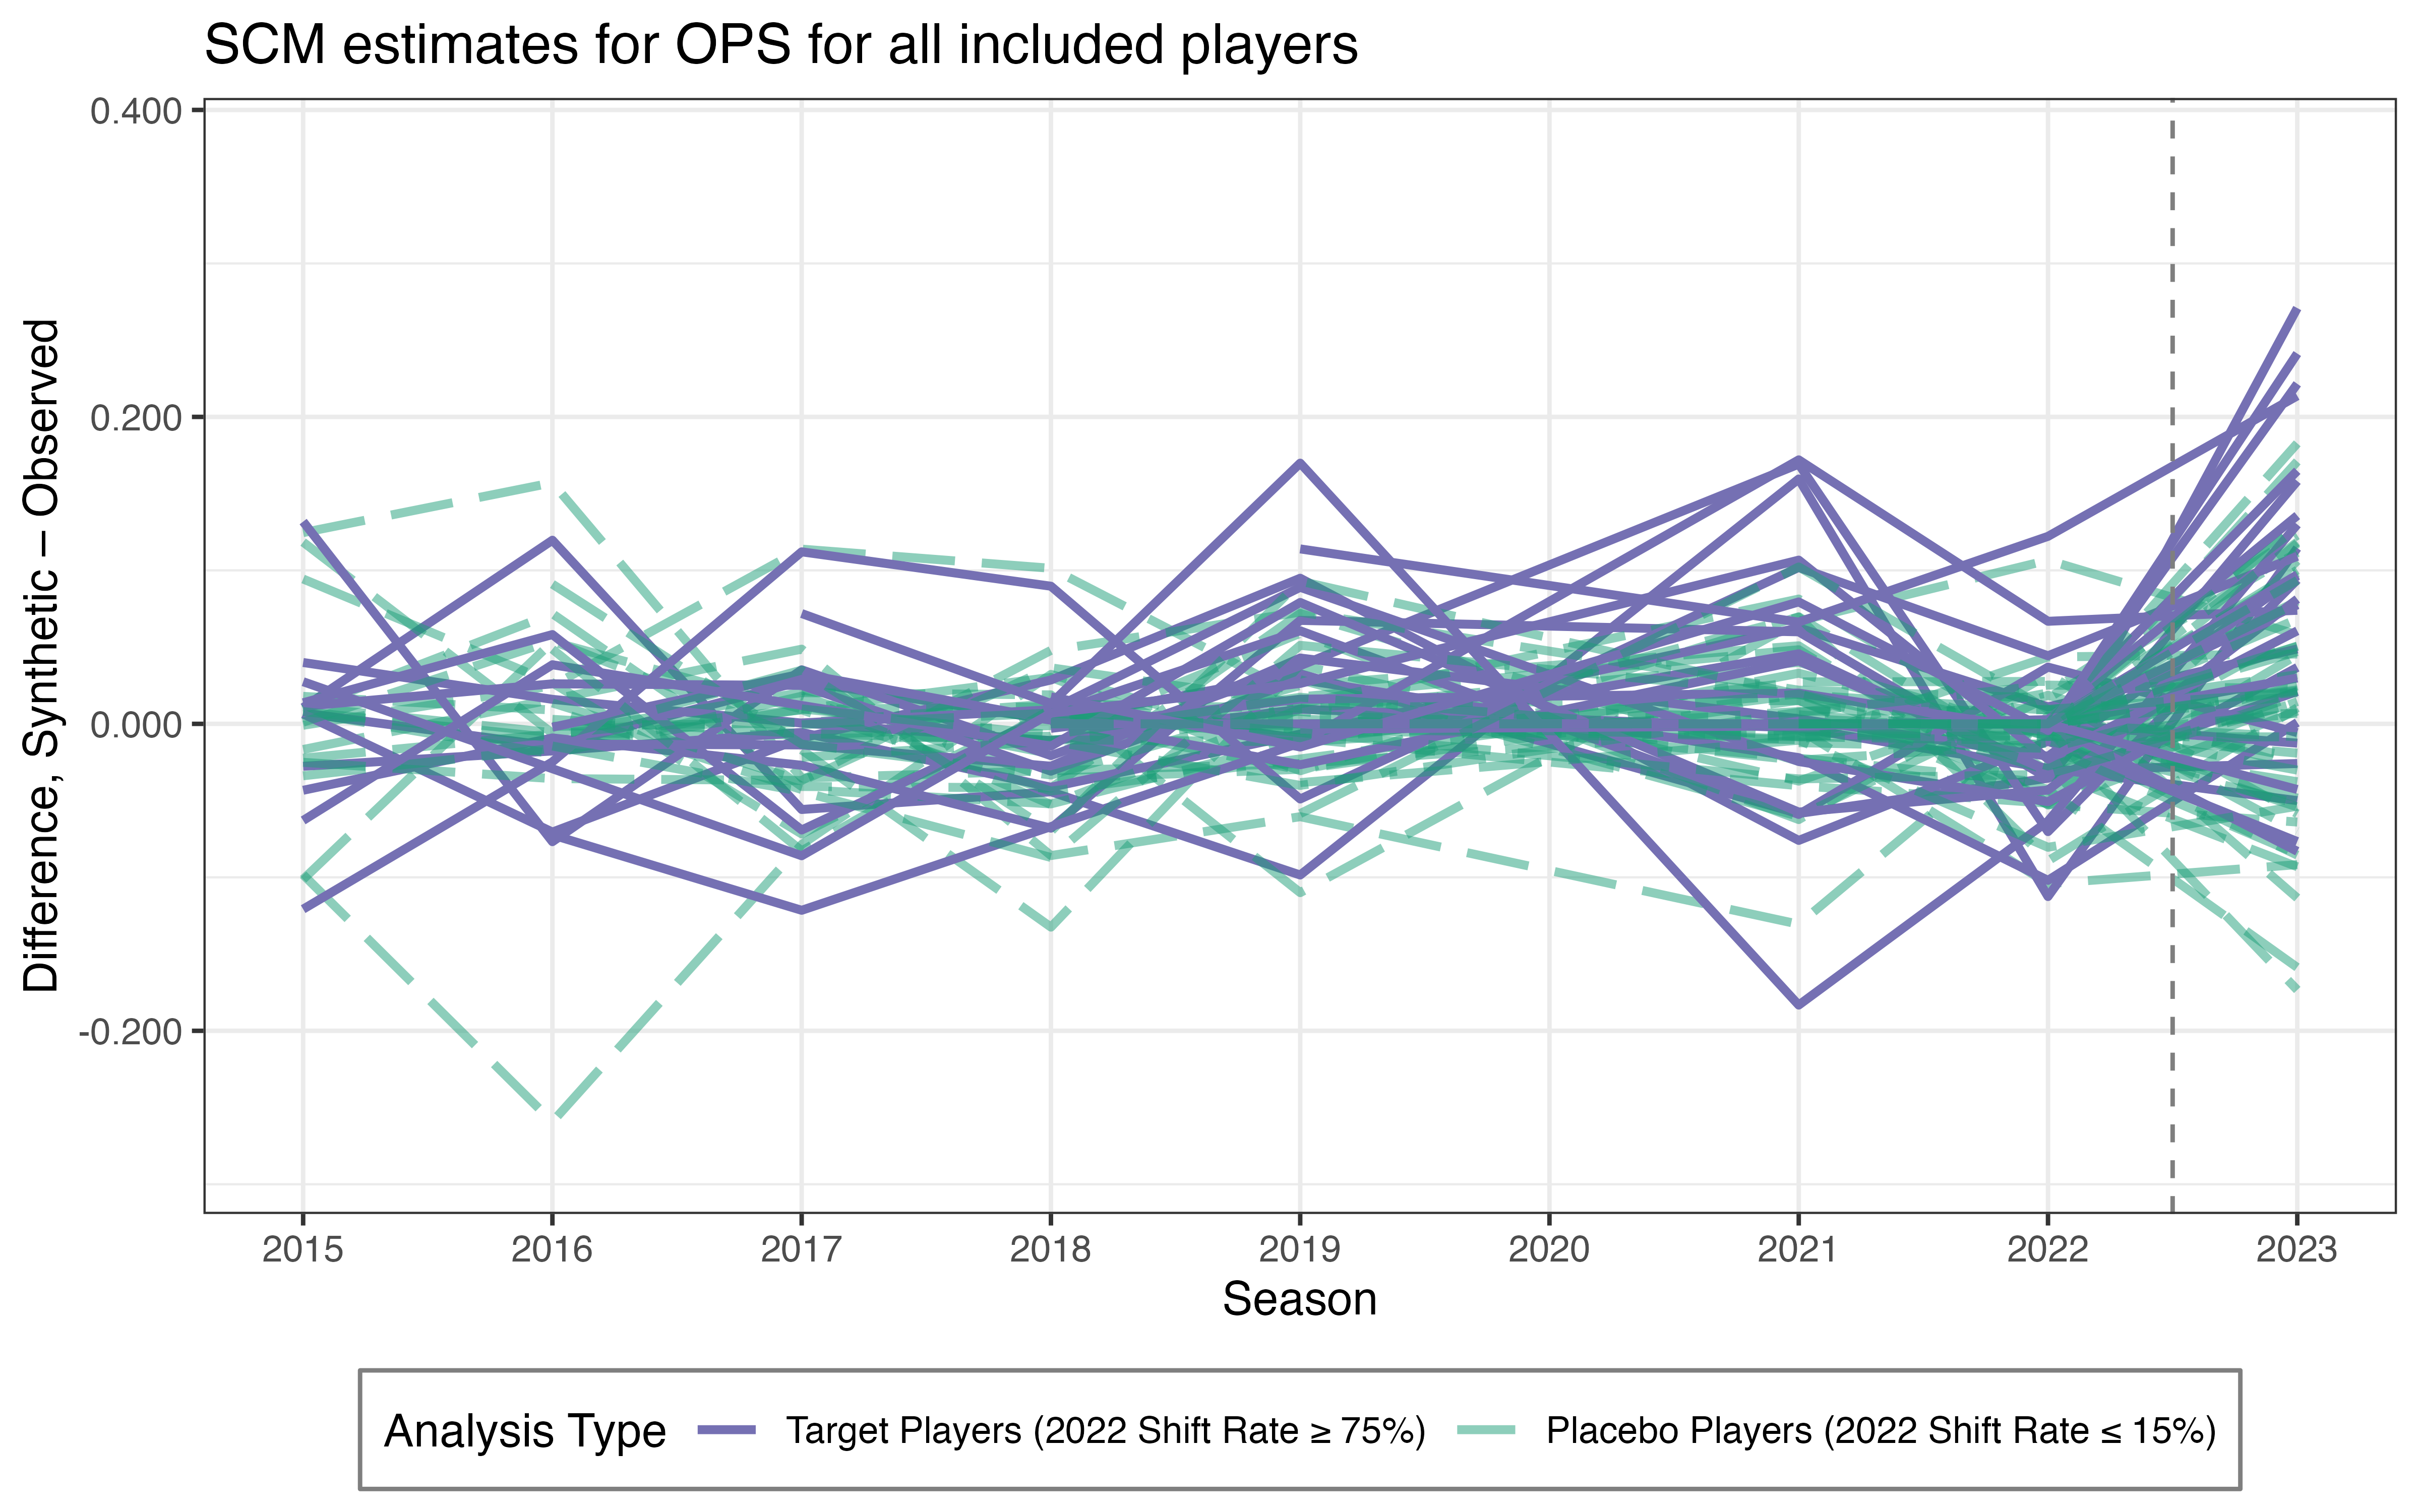 SCM estimates for OPS for all included players
Difference, Synthetic – Observed
0.400
0.200
0.000
-0.200
2015 2016 2017 2018 2019 2020 2021 2022 2023
Season
Analysis Type Target Players (2022 Shift Rate ≥ 75%) Placebo Players (2022 Shift Rate ≤ 15%)